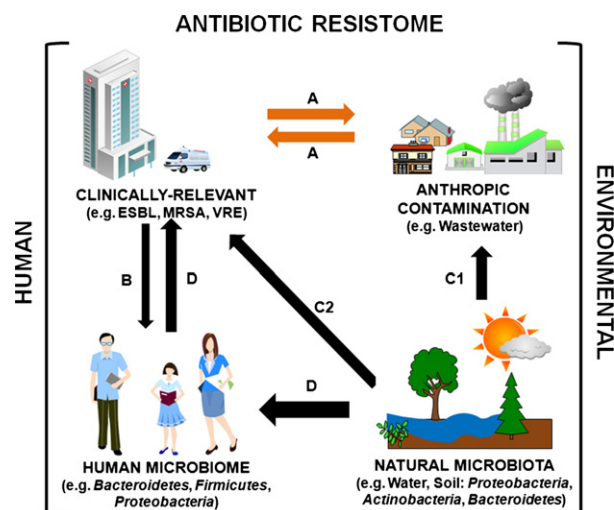 ANTIBIOTIC RESISTOME
HUMAN
ENVIRONMENTAL
A
A
CLINICALLY-RELEVANT
(e.g. ESBL, MRSA, VRE)
ANTHROPIC
CONTAMINATION
(e.g. Wastewater)
B
D
C2
C1
D
HUMAN MICROBIOME
(e.g. Bacteroidetes, Firmicutes,
Proteobacteria)
NATURAL MICROBIOTA
(e.g. Water, Soil: Proteobacteria,
Actinobacteria, Bacteroidetes)